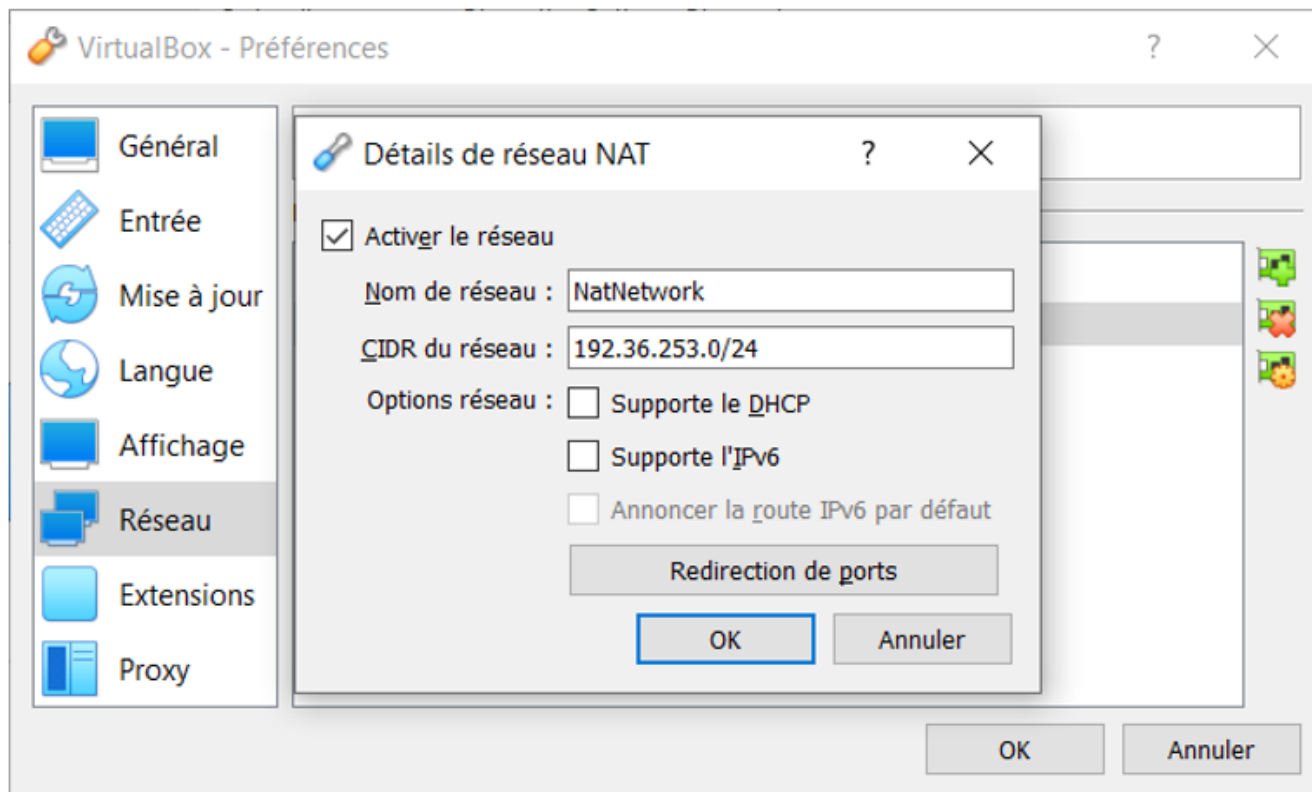 VirtualBox - Préférences
?
Général
Entrée
Mise à jour
Langue
Affichage
Réseau
Extensions
Proxy
Détails de réseau NAT
?
Activer le réseau
Nom de réseau : NatNetwork
CIDR du réseau : 192.36.253.0/24
Options réseau : Supporte le DHCP
Supporte l'IPv6
Annoncer la route IPv6 par défaut
Redirection de ports
OK Annuler
OK Annuler